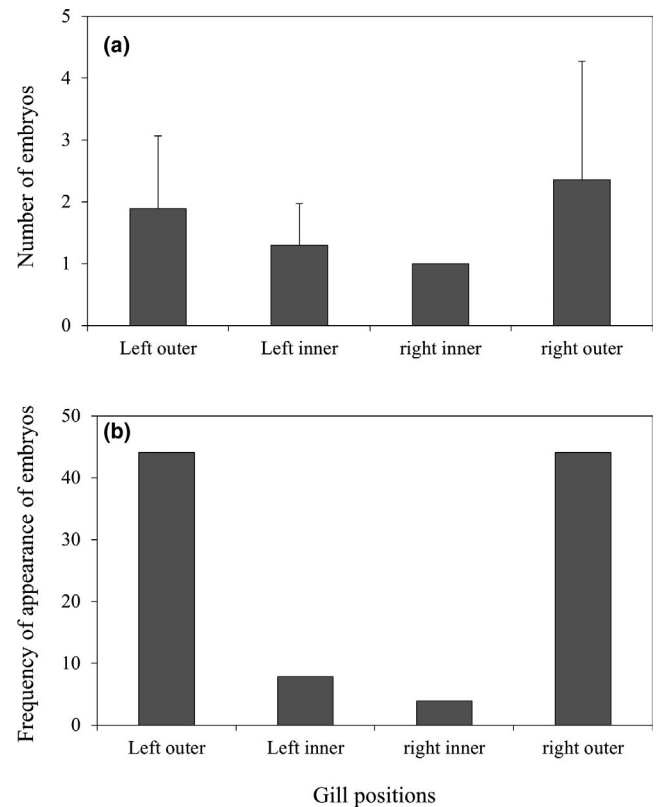 (a)
Number of embryos
5
4
3
2
1
0
Left outer Left inner right inner right outer
(b)
Frequency of appearance of embryos
50
40
30
20
10
0
Left outer Left inner right inner right outer
Gill positions